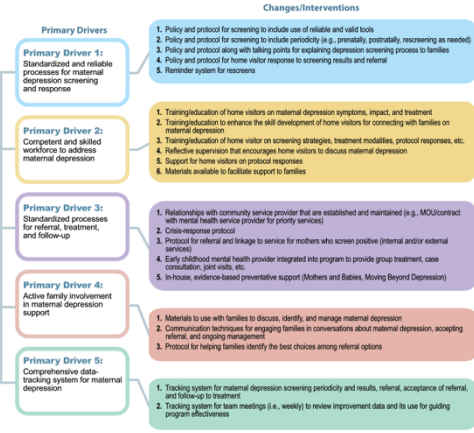 Changes/Interventions
Primary Drivers
Primary Driver 1:
Standardized and reliable
processes for maternal
depression screening
and response
1. Policy and protocol for screening to include use of reliable and valid tools
2. Policy and protocol for screening to include periodicity (e.g., prenatally, postnatally, rescreening as needed)
3. Policy and protocol along with talking points for explaining depression screening process to families
4. Policy and protocol for home visitor response to screening results and referral
5. Reminder system for rescreens
Primary Driver 2:
Competent and skilled
workforce to address
maternal depression
1. Training/education of home visitors on maternal depression symptoms, impact, and treatment
2. Training/education to enhance the skill development of home visitors for connecting with families on
maternal depression
3. Training/education of home visitor on screening strategies, treatment modalities, protocol responses, etc.
4. Reflective supervision that encourages home visitors to discuss maternal depression
5. Support for home visitors on protocol responses
6. Materials available to facilitate support to families
Primary Driver 3:
Standardized processes
for referral, treatment,
and follow-up
1. Relationships with community service provider that are established and maintained (e.g., MOU/contract
with mental health service provider for priority services)
2. Crisis-response protocol
3. Protocol for referral and linkage to service for mothers who screen positive (internal and/or external
services)
4. Early childhood mental health provider integrated into program to provide group treatment, case
consultation, joint visits, etc.
5. In-house, evidence-based preventative support (Mothers and Babies, Moving Beyond Depression)
Primary Driver 4:
Active family involvement
in maternal depression
support
1. Materials to use with families to discuss, identify, and manage maternal depression
2. Communication techniques for engaging families in conversations about maternal depression, accepting
referral, and ongoing management
3. Protocol for helping families identify the best choices among referral options
Primary Driver 5:
Comprehensive data-
tracking system for maternal
depression
1. Tracking system for maternal depression screening periodicity and results, referral, acceptance of referral,
and follow-up to treatment
2. Tracking system for team meetings (i.e., weekly) to review improvement data and its use for guiding
program effectiveness